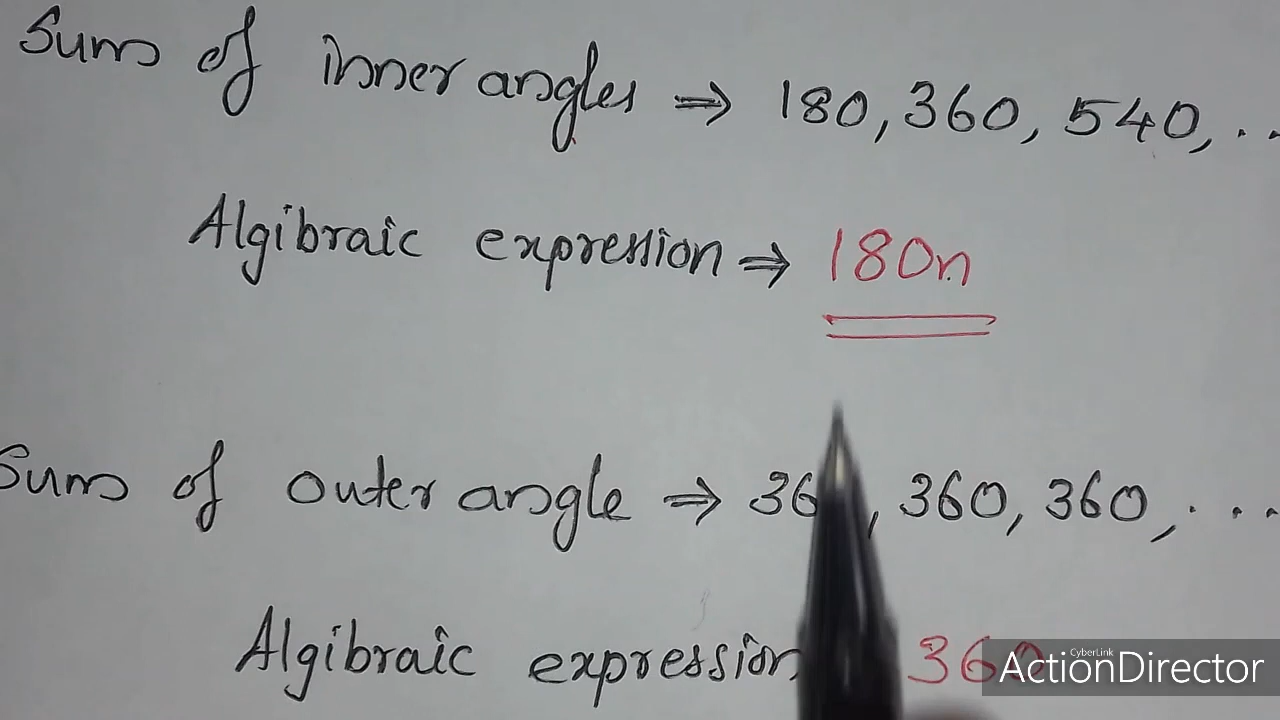 Sum of inner angles ⇒ 180, 360, 540, ..
Algibraic expression ⇒ 180n
Sum of outer angle ⇒ 36, 360, 360, ...
Algibraic expression 360
CyberLink
ActionDirector